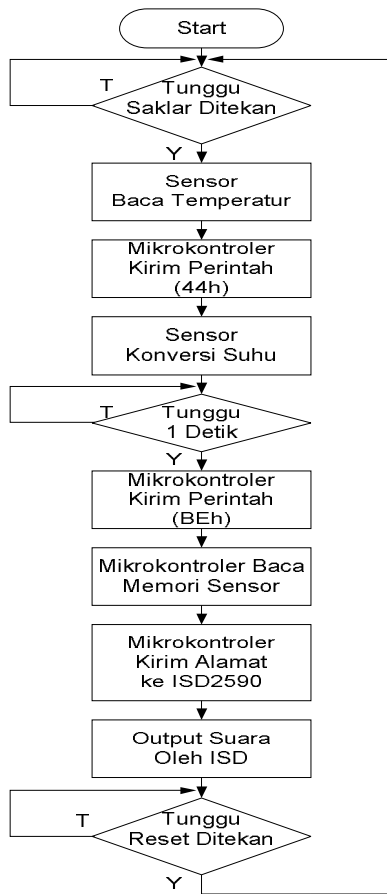 Start
T
Tunggu
Saklar Ditekan
Y
Sensor
Baca Temperatur
Mikrokontroler
Kirim Perintah
(44h)
Sensor
Konversi Suhu
T
Tunggu
1 Detik
Y
Mikrokontroler
Kirim Perintah
(BEh)
Mikrokontroler Baca
Memori Sensor
Mikrokontroler
Kirim Alamat
ke ISD2590
Output Suara
Oleh ISD
T
Tunggu
Reset Ditekan
Y